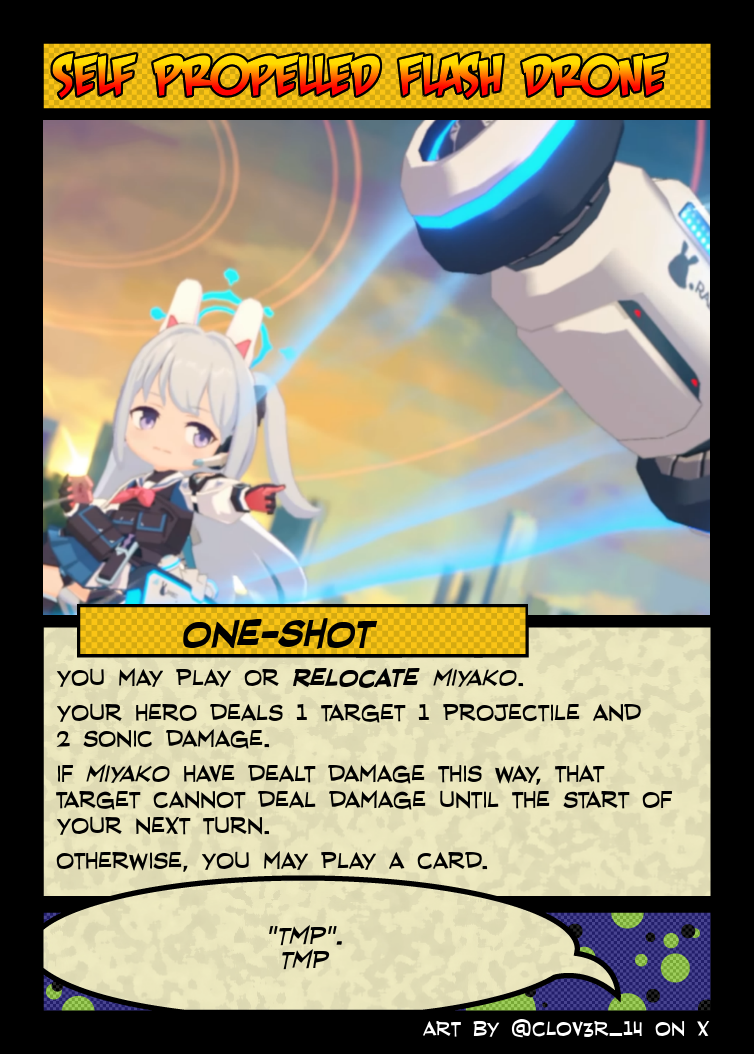 SELF PROPELLED FLASH DRONE
ONE-SHOT
YOU MAY PLAY OR RELOCATE MIYAKO.
YOUR HERO DEALS 1 TARGET 1 PROJECTILE AND
2 SONIC DAMAGE.
IF MIYAKO HAVE DEALT DAMAGE THIS WAY, THAT
TARGET CANNOT DEAL DAMAGE UNTIL THE START OF
YOUR NEXT TURN.
OTHERWISE, YOU MAY PLAY A CARD.
"TMP".
TMP
ART BY @CLOV3R_14 ON X